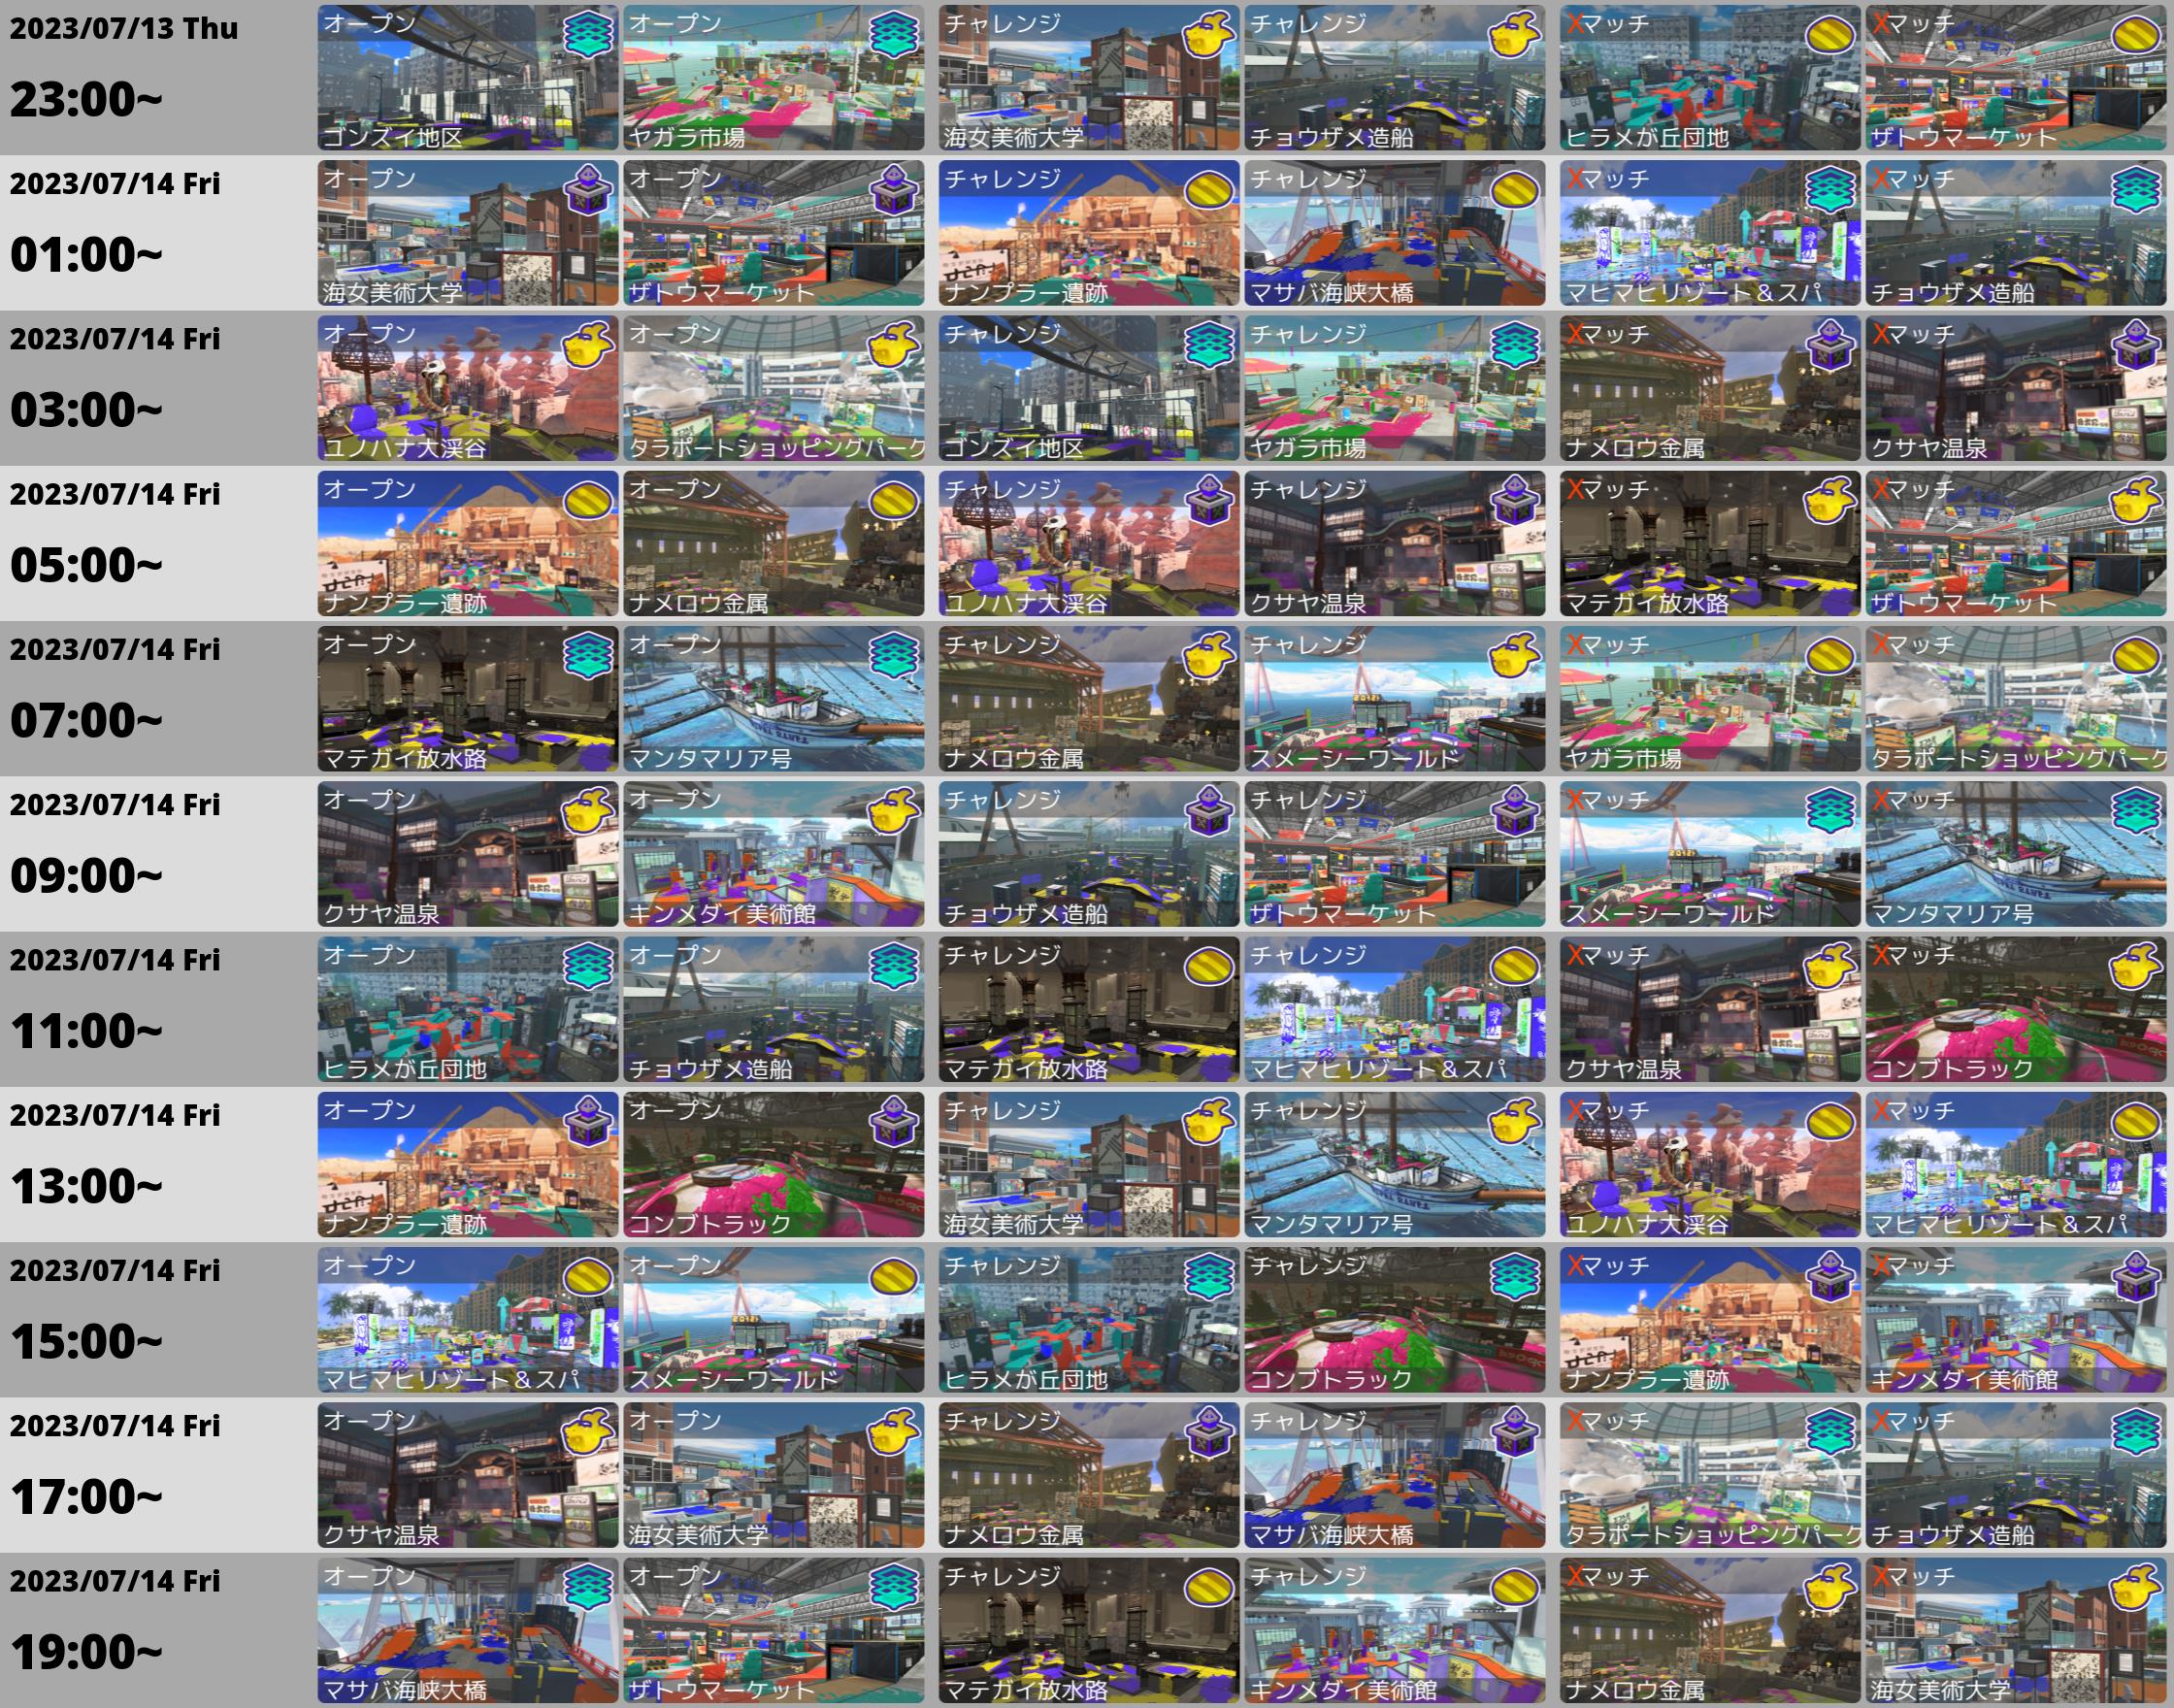 2023/07/13 Thu
23:00~
オープン
ゴンズイ地区
オープン
ヤガラ市場
チャレンジ
海女美術大学
チャレンジ
チョウザメ造船
Xマッチ
ヒラメが丘団地
Xマッチ
ザトウマーケット
2023/07/14 Fri
01:00~
オープン
海女美術大学
オープン
ザトウマーケット
チャレンジ
ナンプラー遺跡
チャレンジ
マサバ海峡大橋
Xマッチ
マヒマヒリゾート＆スパ
Xマッチ
チョウザメ造船
2023/07/14 Fri
03:00~
オープン
ユノハナ大渓谷
オープン
タラポートショッピングパーク
チャレンジ
ゴンズイ地区
チャレンジ
ヤガラ市場
Xマッチ
ナメロウ金属
Xマッチ
クサヤ温泉
2023/07/14 Fri
05:00~
オープン
ナンプラー遺跡
オープン
ナメロウ金属
チャレンジ
ユノハナ大渓谷
チャレンジ
クサヤ温泉
Xマッチ
マテガイ放水路
Xマッチ
ザトウマーケット
2023/07/14 Fri
07:00~
オープン
マテガイ放水路
オープン
マンタマリア号
チャレンジ
ナメロウ金属
チャレンジ
スメーシーワールド
Xマッチ
ヤガラ市場
Xマッチ
タラポートショッピングパーク
2023/07/14 Fri
09:00~
オープン
クサヤ温泉
オープン
キンメダイ美術館
チャレンジ
チョウザメ造船
チャレンジ
ザトウマーケット
Xマッチ
スメーシーワールド
Xマッチ
マンタマリア号
2023/07/14 Fri
11:00~
オープン
ヒラメが丘団地
オープン
チョウザメ造船
チャレンジ
マテガイ放水路
チャレンジ
マヒマヒリゾート＆スパ
Xマッチ
クサヤ温泉
Xマッチ
コンブトラック
2023/07/14 Fri
13:00~
オープン
ナンプラー遺跡
オープン
コンブトラック
チャレンジ
海女美術大学
チャレンジ
マンタマリア号
Xマッチ
ユノハナ大渓谷
Xマッチ
マヒマヒリゾート＆スパ
2023/07/14 Fri
15:00~
オープン
マヒマヒリゾート＆スパ
オープン
スメーシーワールド
チャレンジ
ヒラメが丘団地
チャレンジ
コンブトラック
Xマッチ
ナンプラー遺跡
Xマッチ
キンメダイ美術館
2023/07/14 Fri
17:00~
オープン
クサヤ温泉
オープン
海女美術大学
チャレンジ
ナメロウ金属
チャレンジ
マサバ海峡大橋
Xマッチ
タラポートショッピングパーク
Xマッチ
チョウザメ造船
2023/07/14 Fri
19:00~
オープン
マサバ海峡大橋
オープン
ザトウマーケット
チャレンジ
マテガイ放水路
チャレンジ
キンメダイ美術館
Xマッチ
ナメロウ金属
Xマッチ
海女美術大学